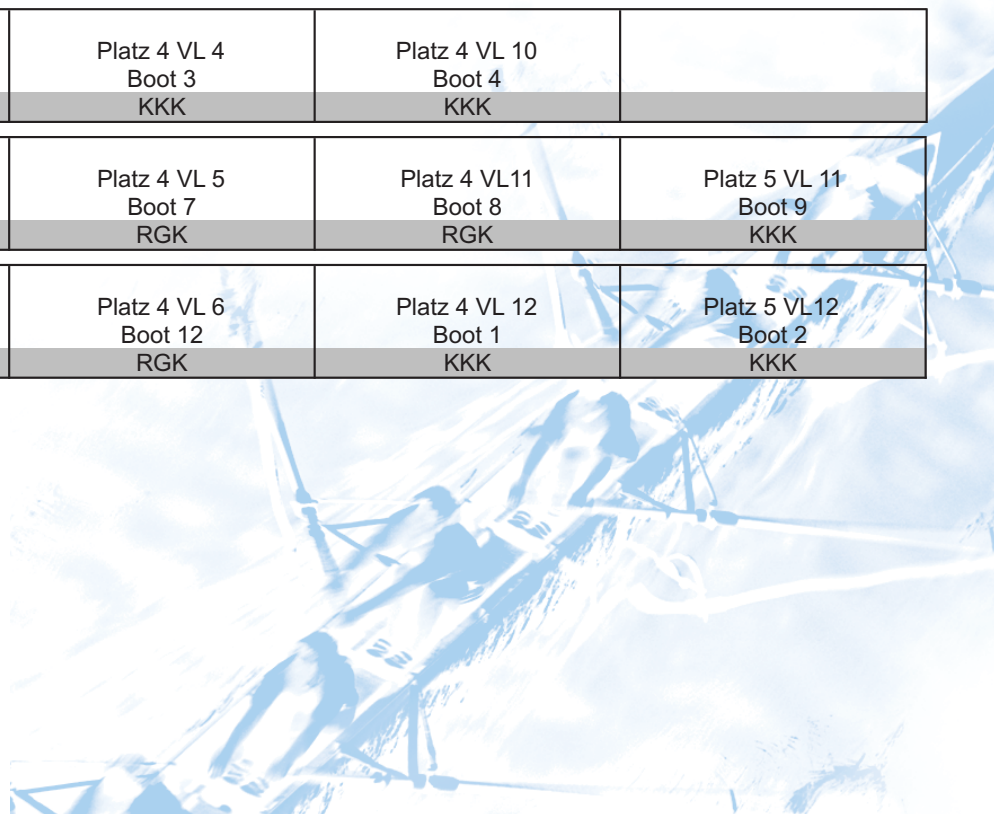 Platz 4 VL 4
Boot 3
KKK
Platz 4 VL 10
Boot 4
KKK
Platz 4 VL 5
Boot 7
RGK
Platz 4 VL11
Boot 8
RGK
Platz 5 VL 11
Boot 9
KKK
Platz 4 VL 6
Boot 12
RGK
Platz 4 VL 12
Boot 1
KKK
Platz 5 VL12
Boot 2
KKK